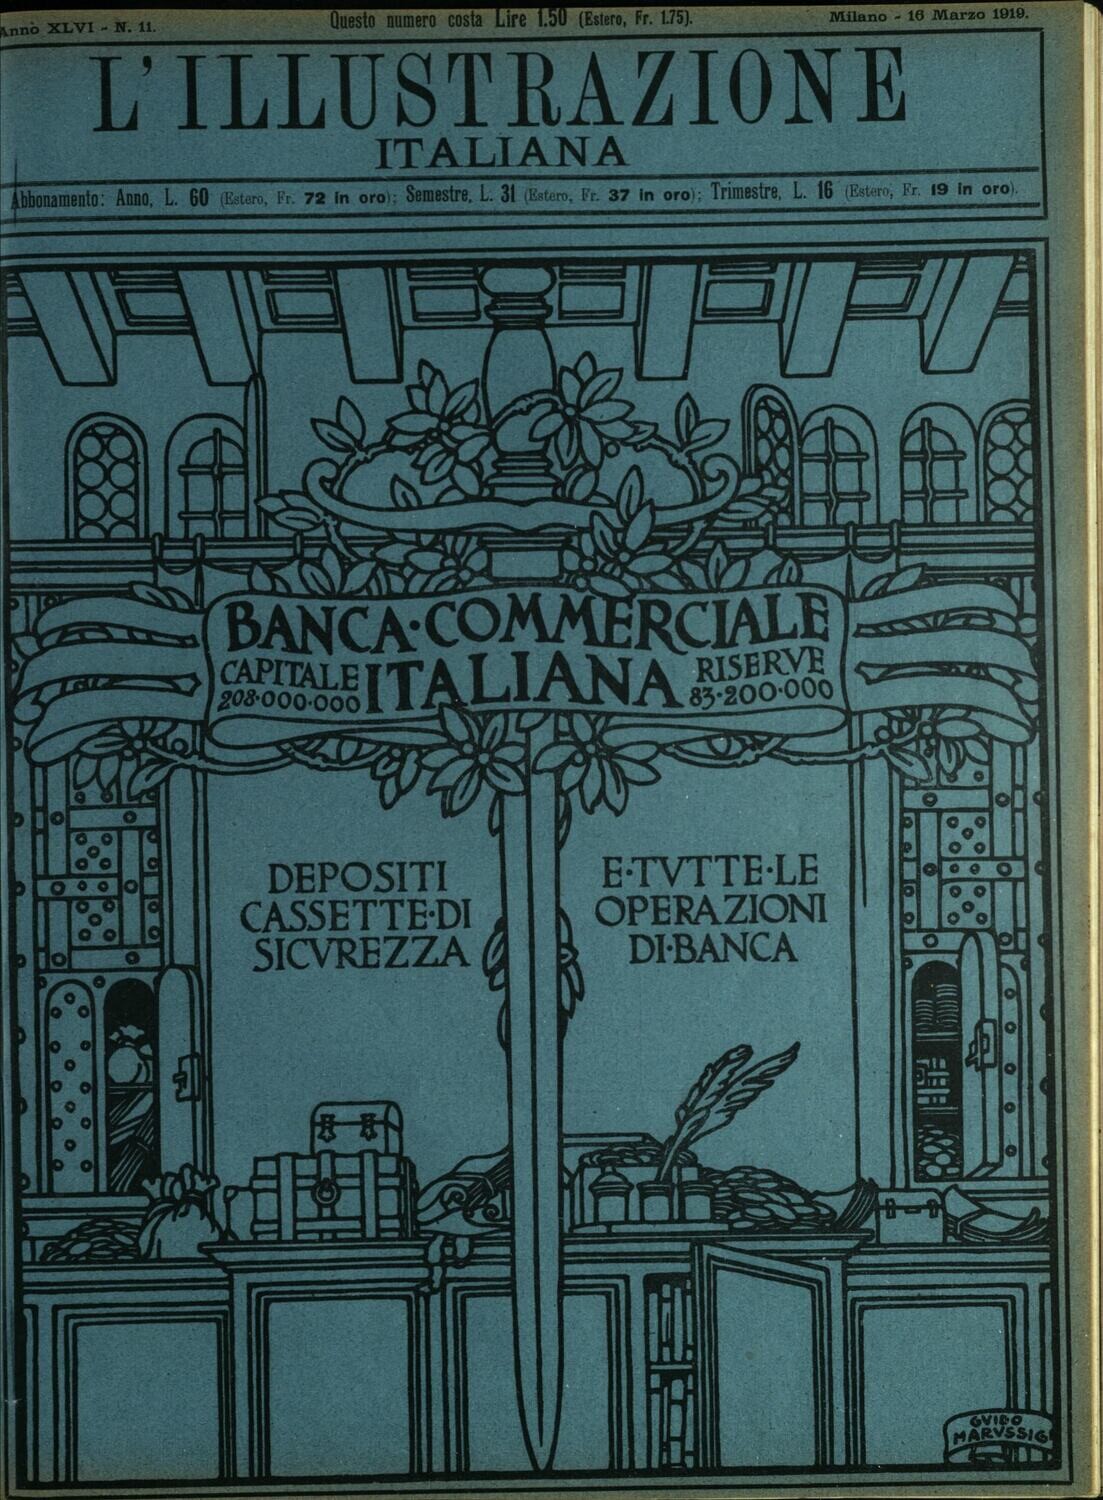 Anno XLVI - N. 11.
Questo numero costa Lire 1.50 (Estero, Fr. 1.75).
Milano - 16 Marzo 1919.
L'ILLUSTRAZIONE
ITALIANA
Abbonamento: Anno, L. 60 (Estero, Fr. 72 in oro); Semestre, L. 31 (Estero, Fr. 37 in oro); Trimestre, L. 16 (Estero, Fr. 19 in oro).
BANCA·COMMERCIALE
ITALIANA
CAPITALE
208·000·000
RISERVE
83·200·000
DEPOSITI
CASSETTE·DI
SICVREZZA
E·TVTTE·LE
OPERAZIONI
DI·BANCA
GVIDO
MARVSSIG